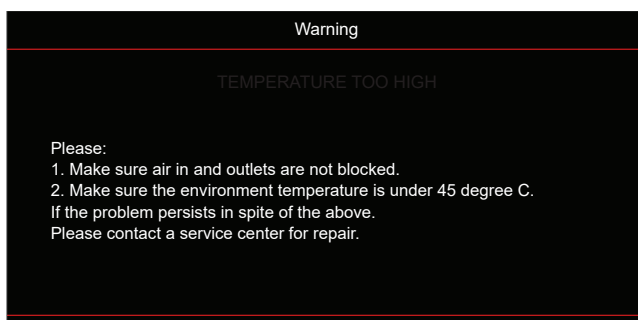 Warning
TEMPERATURE TOO HIGH
Please:
1. Make sure air in and outlets are not blocked.
2. Make sure the environment temperature is under 45 degree C.
If the problem persists in spite of the above.
Please contact a service center for repair.